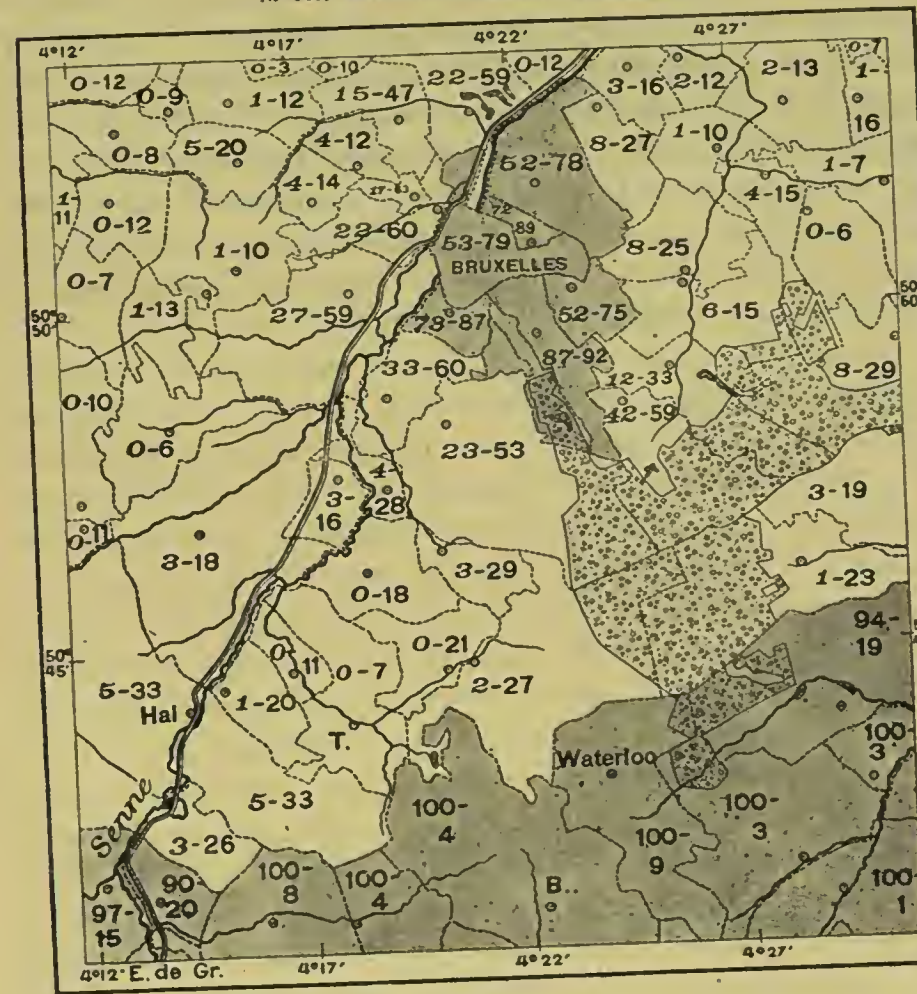 4°12' 4°17' 4°22' 4°27'
0-12 0-3 0-10 22-59 0-12 3-16 2-12 2-13 0-7
0-9 1-12 15-47 1-
16
0-8 5-20 4-12 52-78 8-27 1-10 1-7
4-14 4-15
1-
11
0-12 22-60 72 89 0-6
53-79
BRUXELLES
8-25
0-7 1-10
1-13 27-59 78-87 52-75 6-15
50°
50'
50°
33-60 87-92 8-29
12-33
0-10 42-59
0-6 23-53
4-
28
3-
16
3-19
0-11 3-18 3-29 1-23
0-18
94-
19
50°
45'
0-
11
0-7 0-21
5-33 1-20 2-27
Hal T.
100-
3
Waterloo
Senne 5-33 100-
4
100-
3
3-26 100-
9
90-
20
100-
8
100-
4
B..
100-
1
97-
15
4°12' E. de Gr. 4°17' 4°22' 4°27'